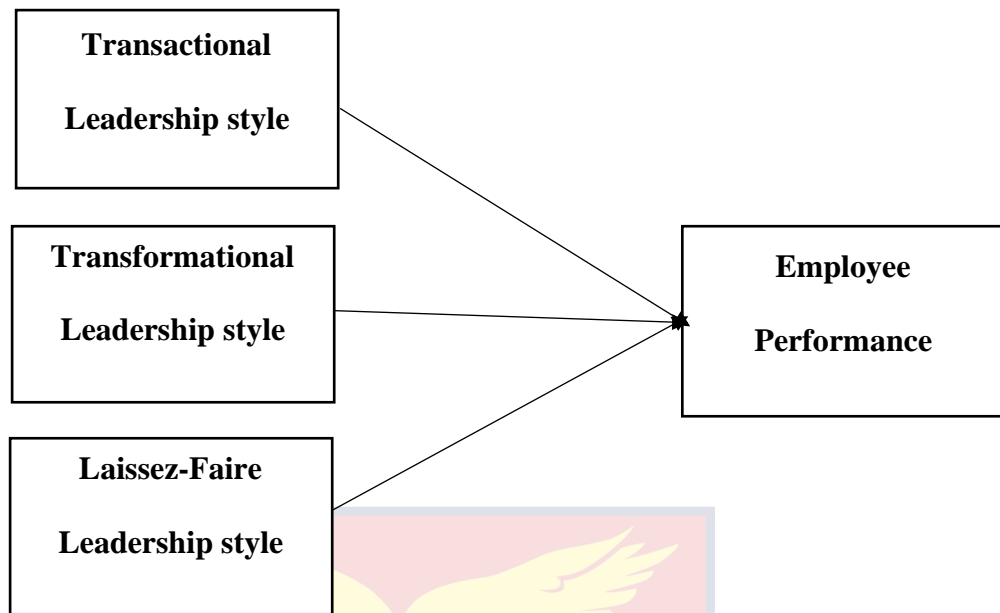 Transactional
Leadership style
Transformational
Leadership style
Laissez-Faire
Leadership style
Employee
Performance